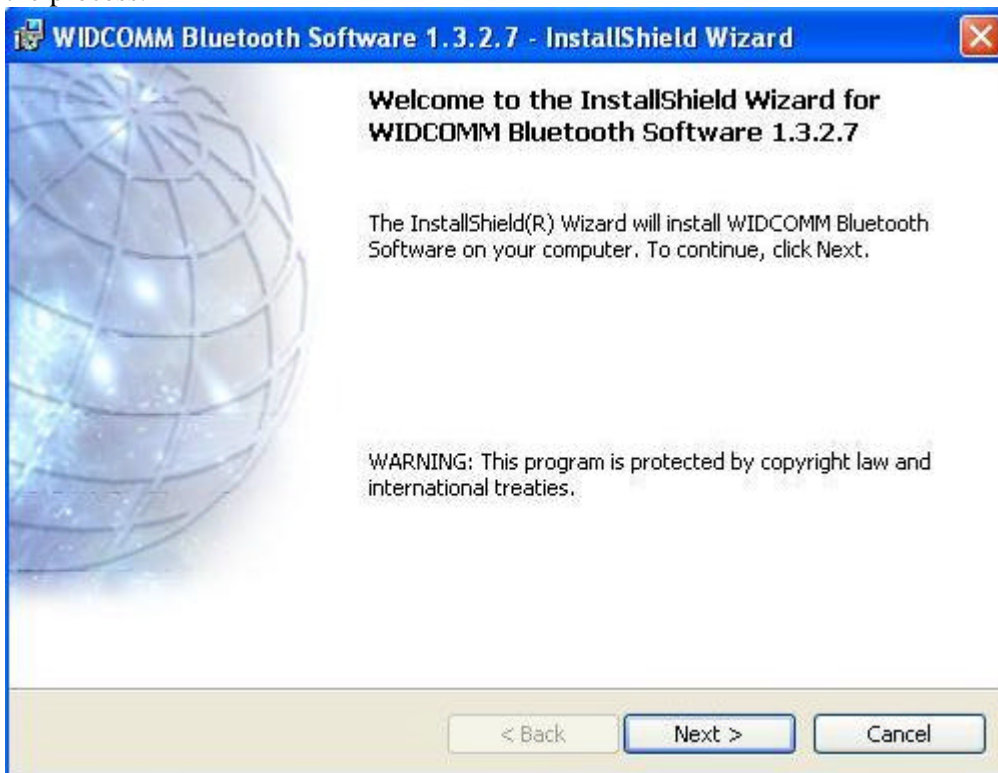 WIDCOMM Bluetooth Software 1.3.2.7 - InstallShield Wizard
Welcome to the InstallShield Wizard for
WIDCOMM Bluetooth Software 1.3.2.7
The InstallShield(R) Wizard will install WIDCOMM Bluetooth
Software on your computer. To continue, click Next.
WARNING: This program is protected by copyright law and
international treaties.
< Back Next > Cancel